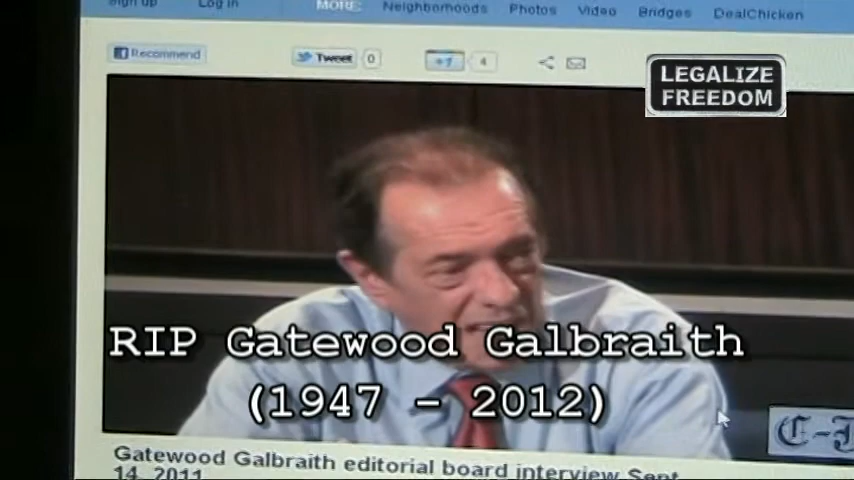 Sign up Log in MORE: Neighborhoods Photos Video Bridges DealChicken
Recommend Tweet 0 +1 4
LEGALIZE
FREEDOM
RIP Gatewood Galbraith
(1947 - 2012)
Gatewood Galbraith editorial board interview Sept
14, 2011